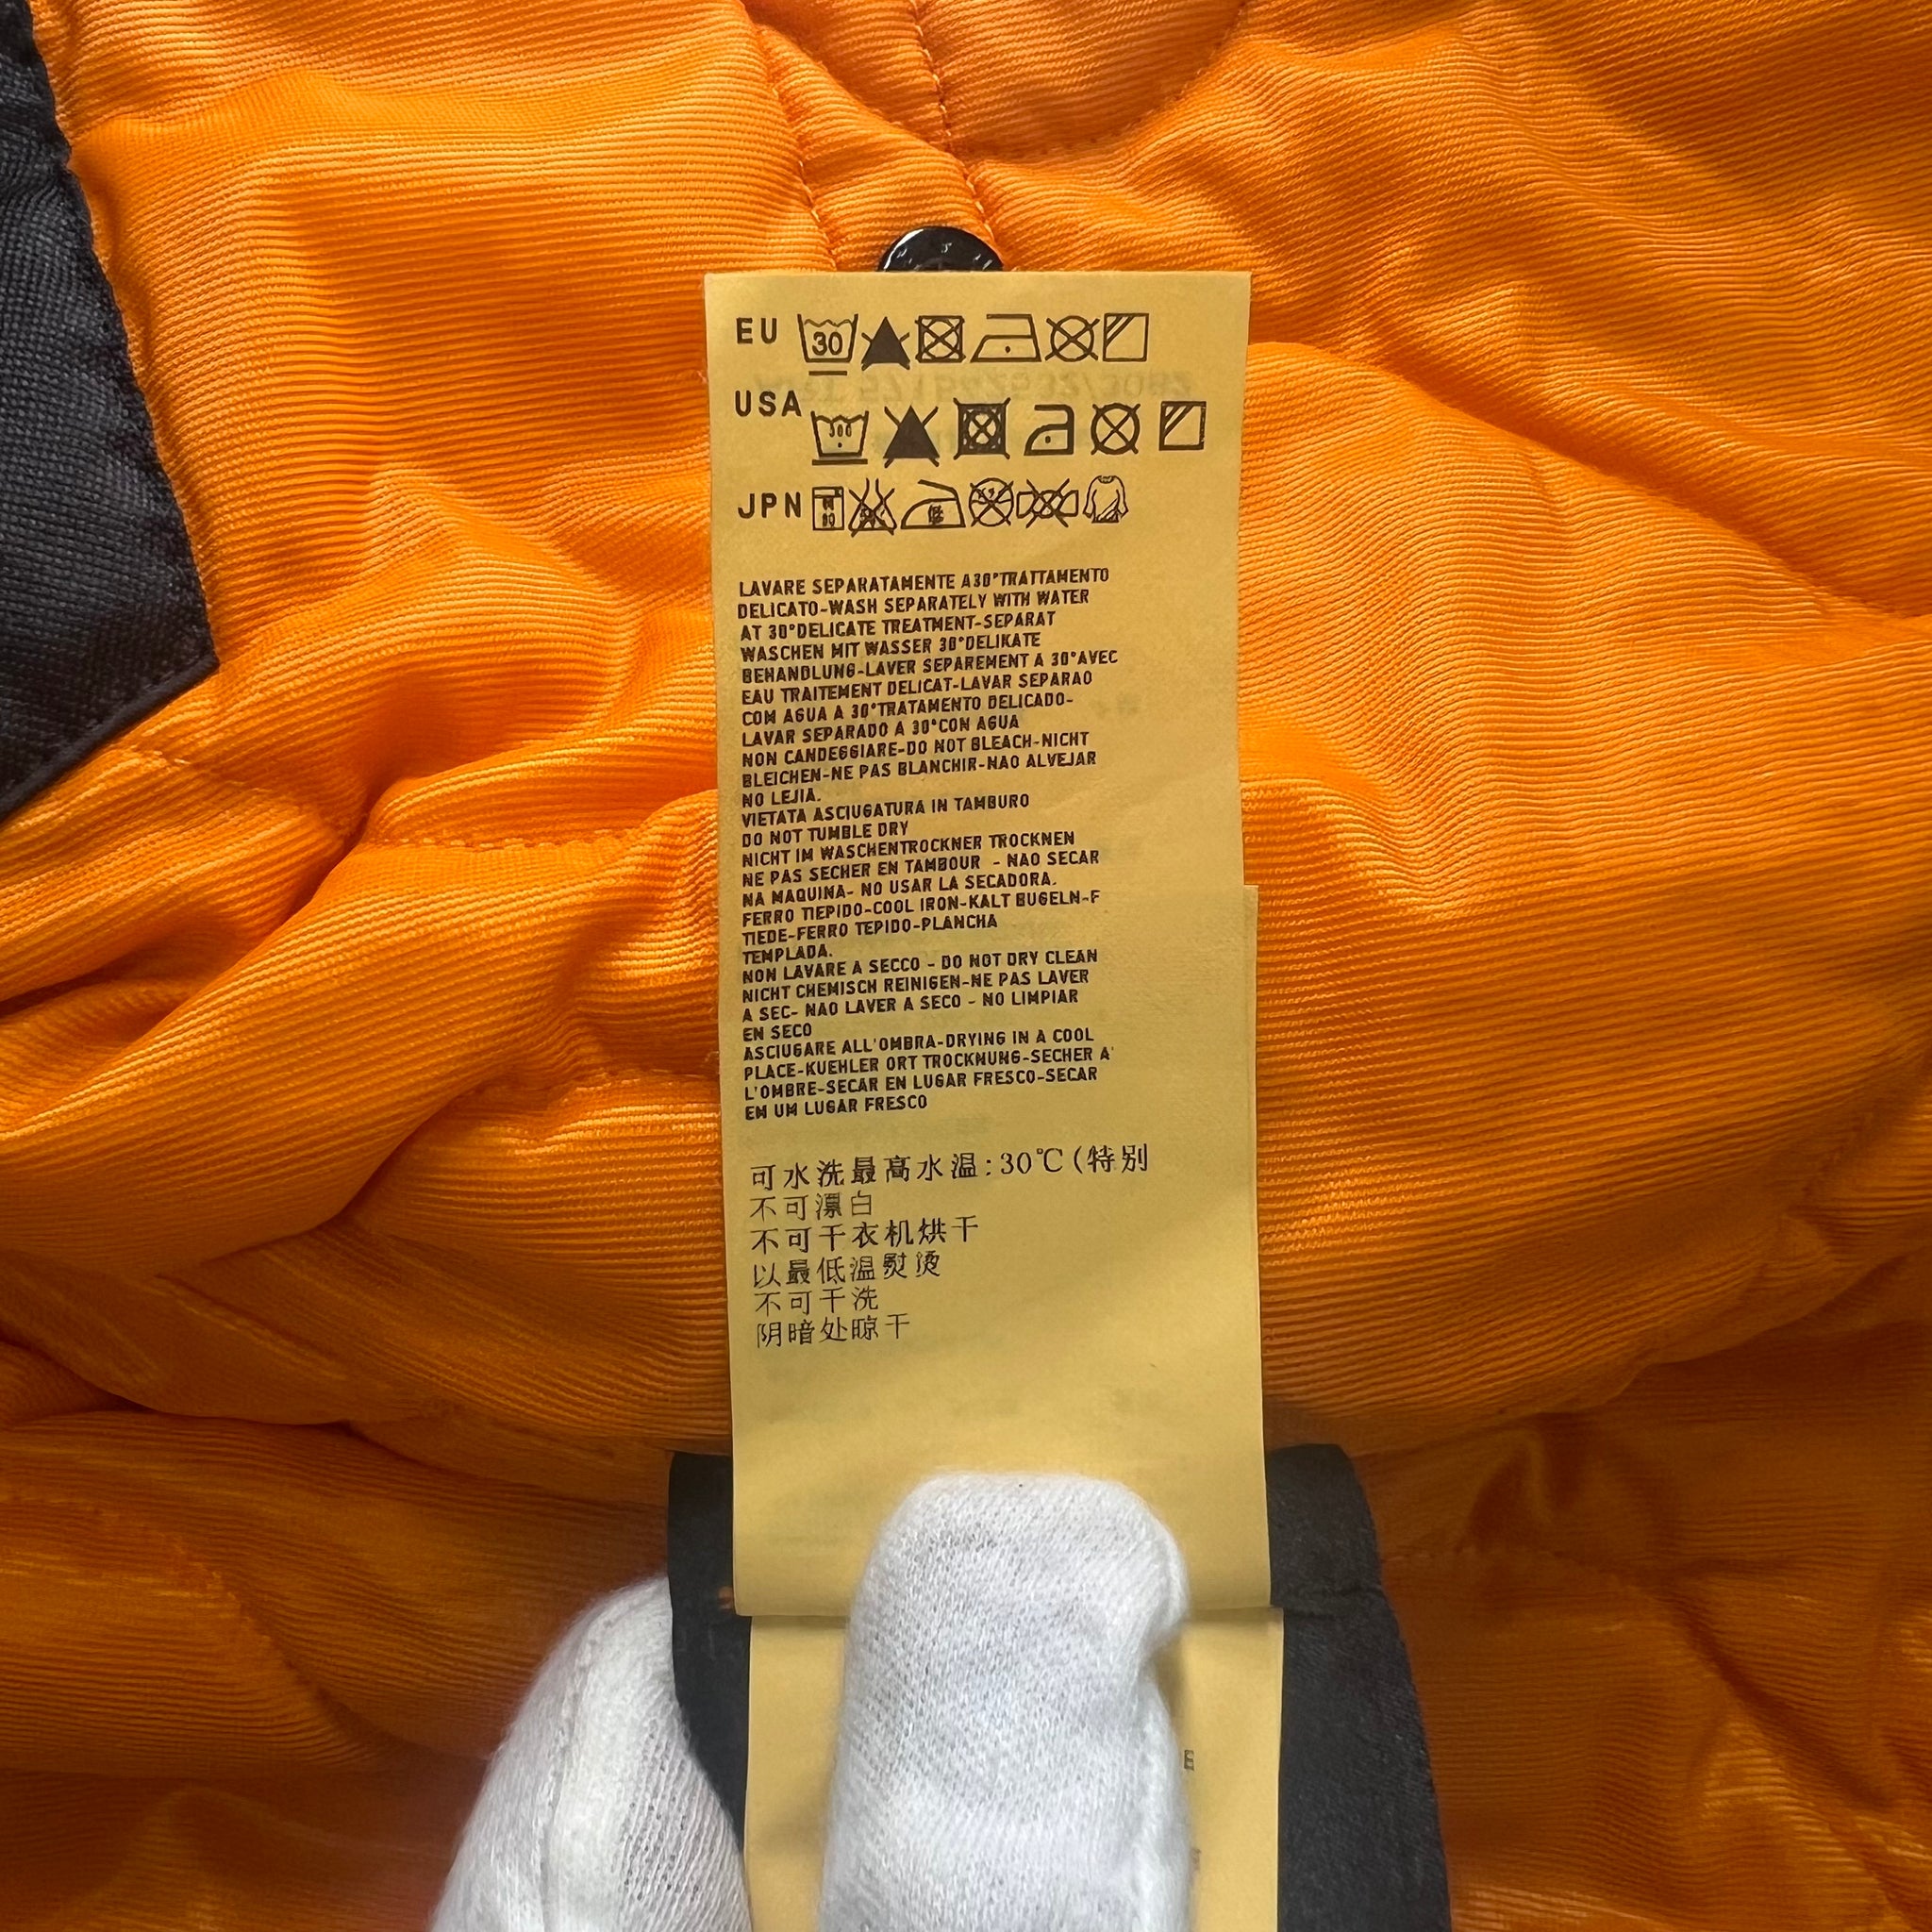 EU 30
USA
JPN
LAVARE SEPARATAMENTE A30°TRATTAMENTO
DELICATO-WASH SEPARATELY WITH WATER
AT 30°DELICATE TREATMENT-SEPARAT
WASCHEN MIT WASSER 30°DELIKATE
BEHANDLUNG-LAVER SEPAREMENT A 30°AVEC
EAU TRAITEMENT DELICAT-LAVAR SEPARAO
COM AGUA A 30°TRATAMENTO DELICADO-
LAVAR SEPARADO A 30°CON AGUA
NON CANDEGGIARE-DO NOT BLEACH-NICHT
BLEICHEN-NE PAS BLANCHIR-NAO ALVEJAR
NO LEJIA.
VIETATA ASCIUGATURA IN TAMBURO
DO NOT TUMBLE DRY
NICHT IM WASCHENTROCKNER TROCKNEN
NE PAS SECHER EN TAMBOUR - NAO SECAR
NA MAQUINA- NO USAR LA SECADORA.
FERRO TIEPIDO-COOL IRON-KALT BUGELN-F
TIEDE-FERRO TEPIDO-PLANCHA
TEMPLADA.
NON LAVARE A SECCO - DO NOT DRY CLEAN
NICHT CHEMISCH REINIGEN-NE PAS LAVER
A SEC- NAO LAVER A SECO - NO LIMPIAR
EN SECO
ASCIUGARE ALL'OMBRA-DRYING IN A COOL
PLACE-KUEHLER ORT TROCKNUNG-SECHER A'
L'OMBRE-SECAR EN LUGAR FRESCO-SECAR
EM UM LUGAR FRESCO
可水洗最高水温:30℃(特别
不可漂白
不可干衣机烘干
以最低温熨烫
不可干洗
阴暗处晾干